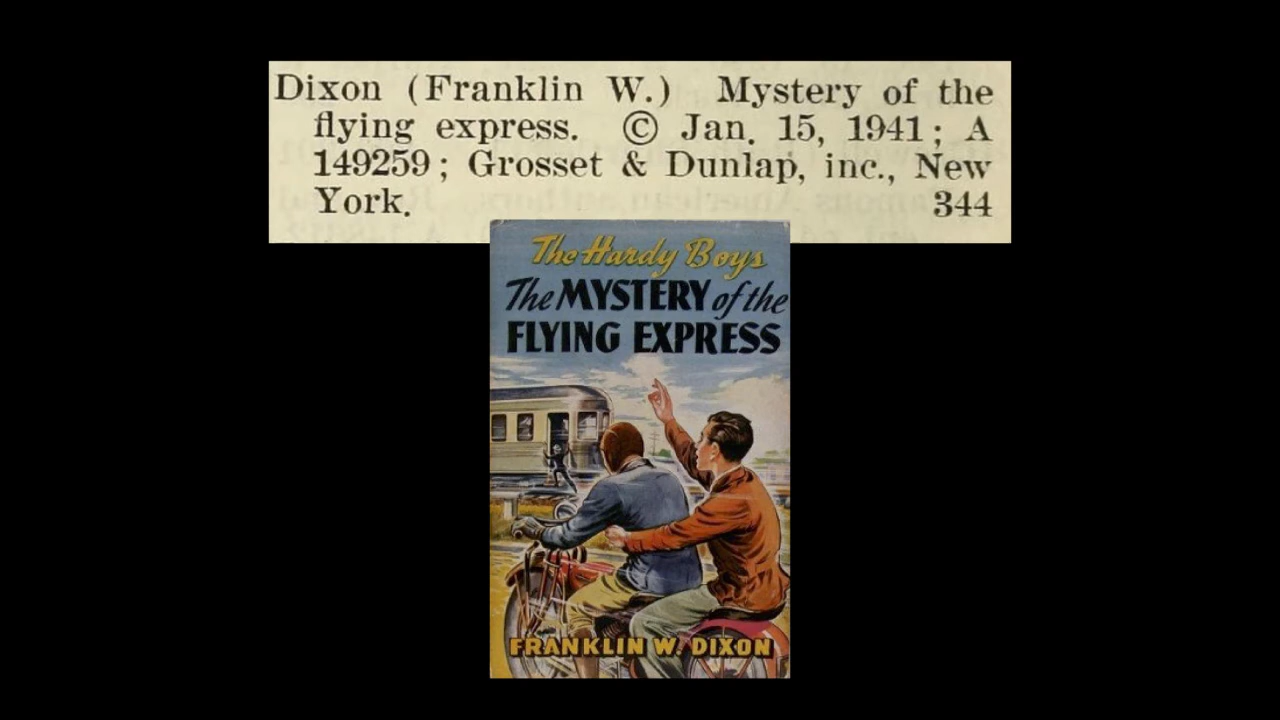 Dixon (Franklin W.) Mystery of the
flying express. © Jan. 15, 1941; A
149259; Grosset & Dunlap, inc., New
York. 344
The Hardy Boys
The MYSTERY of the
FLYING EXPRESS
FRANKLIN W. DIXON